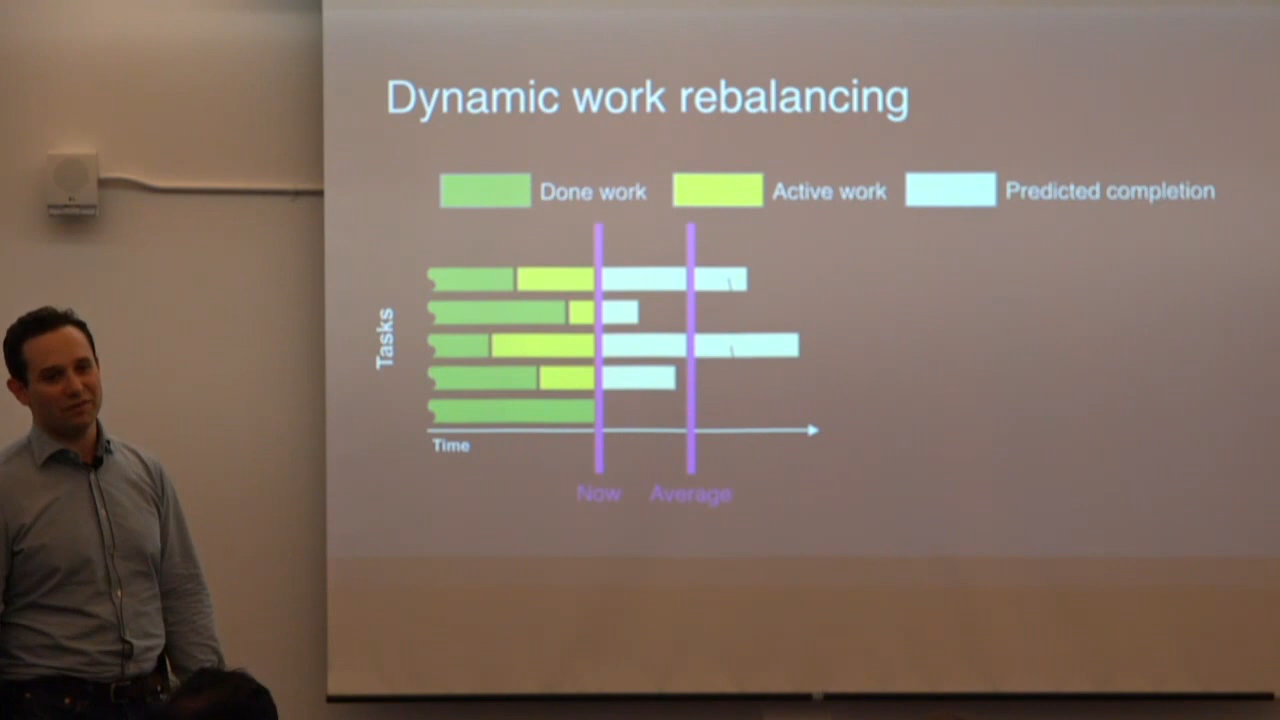 Dynamic work rebalancing
Done work
Active work
Predicted completion
Tasks
Time
Now
Average